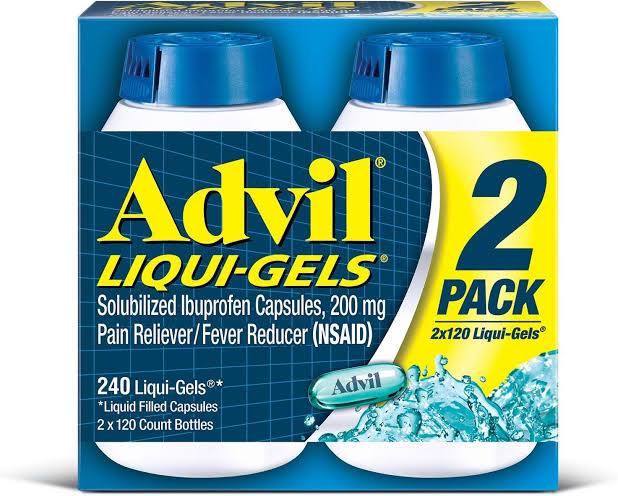 Advil®
LIQUI-GELS®
Solubilized Ibuprofen Capsules, 200 mg
Pain Reliever/Fever Reducer (NSAID)
240 Liqui-Gels®*
*Liquid Filled Capsules
2 x 120 Count Bottles
2
PACK
2x120 Liqui-Gels®
Advil